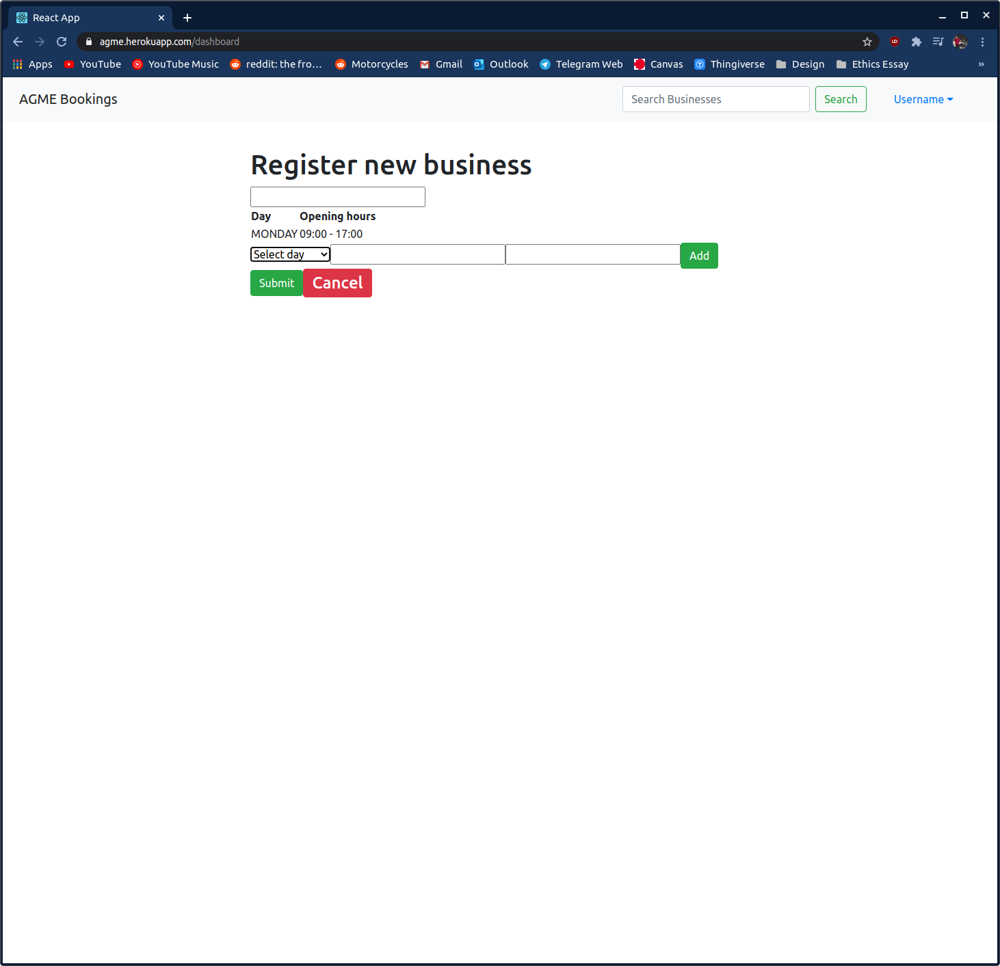 React App
agme.herokuapp.com/dashboard
Apps YouTube YouTube Music reddit: the fro... Motorcycles Gmail Outlook Telegram Web Canvas Thingiverse Design Ethics Essay »
AGME Bookings Search Businesses Search Username
Register new business
Day Opening hours
MONDAY 09:00 - 17:00
Select day Add
Submit Cancel